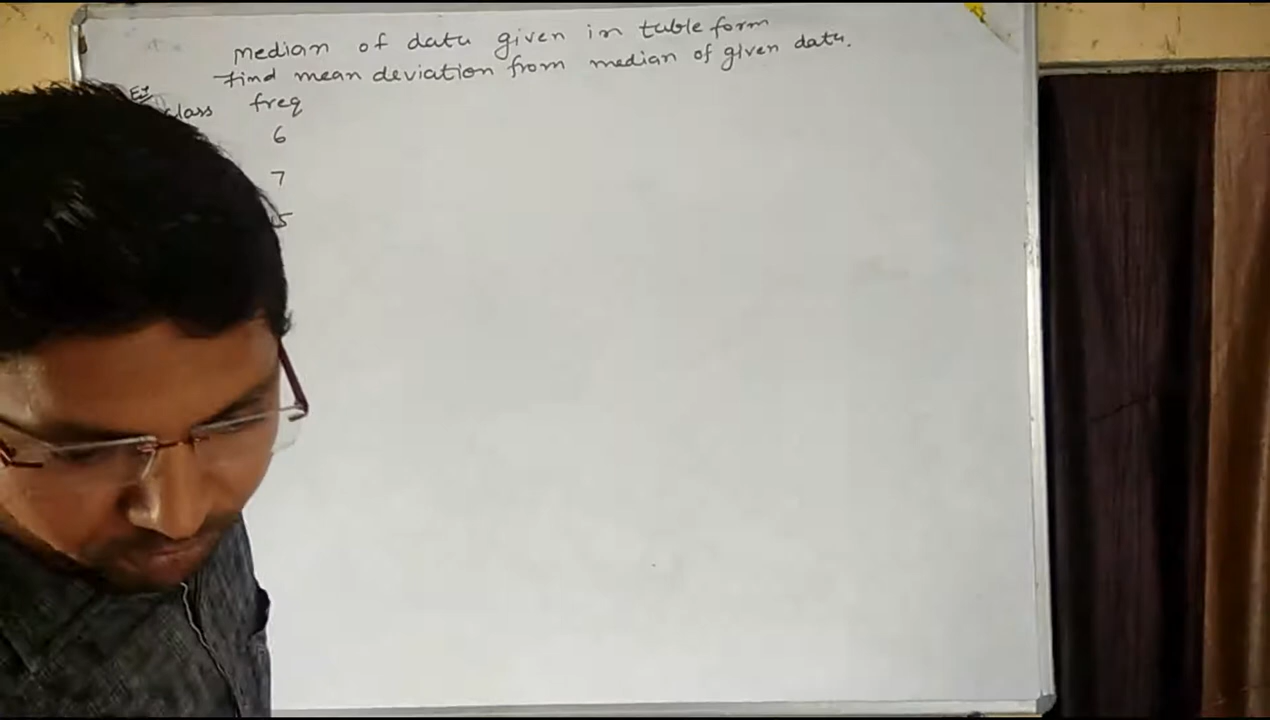 median of data given in table form
Find mean deviation from median of given data.
Ex
class freq
6
7